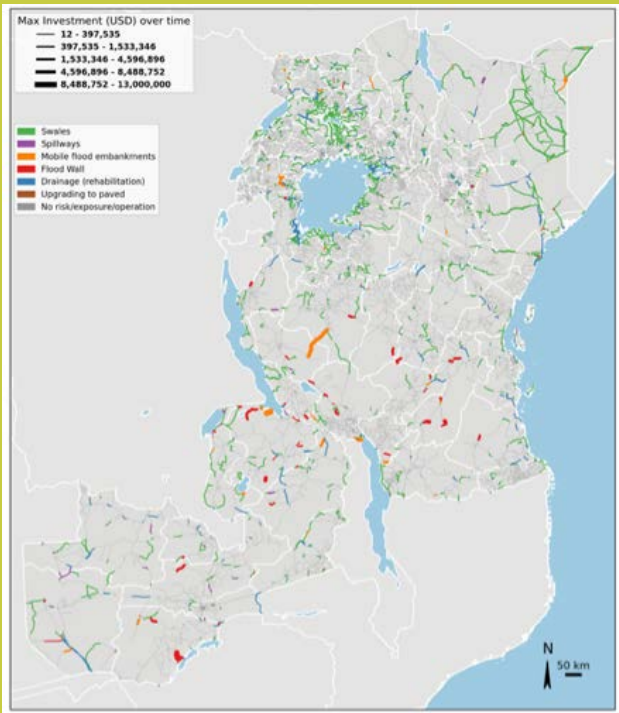 Max Investment (USD) over time
12 - 397,535
397,535 - 1,533,346
1,533,346 - 4,596,896
4,596,896 - 8,488,752
8,488,752 - 13,000,000
Swales
Spillways
Mobile flood embankments
Flood Wall
Drainage (rehabilitation)
Upgrading to paved
No risk/exposure/operation
N
50 km